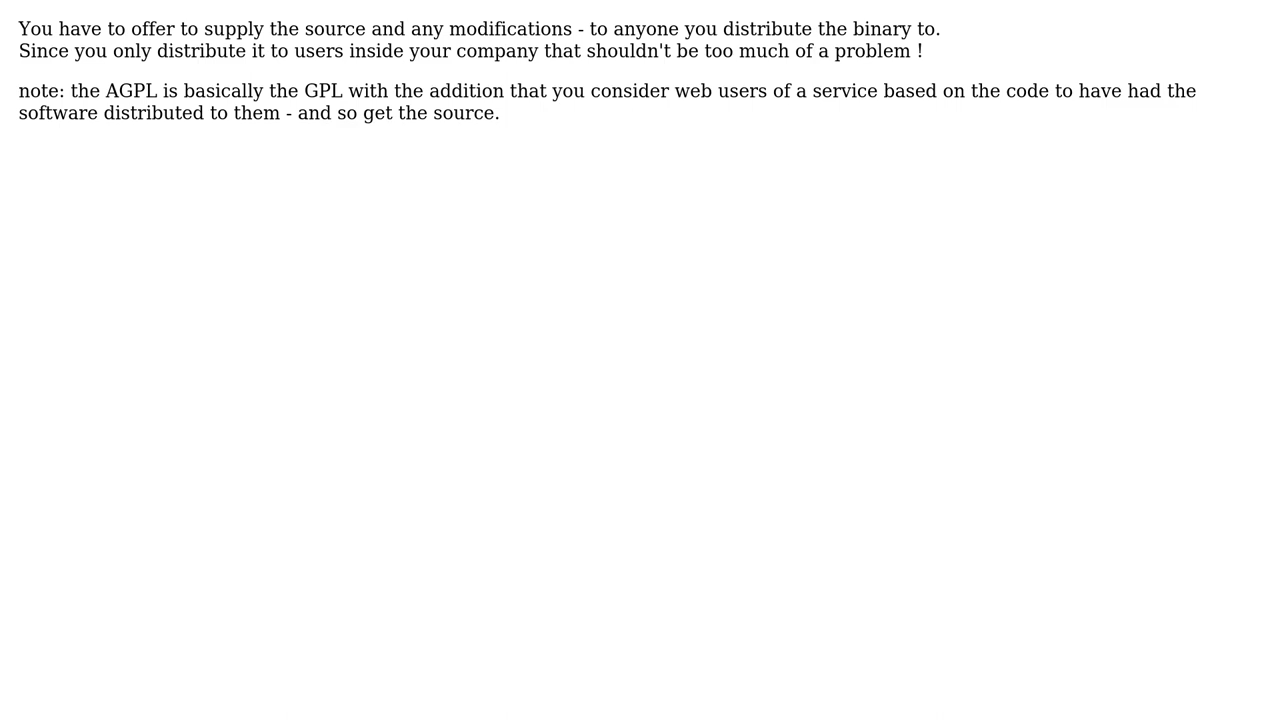 You have to offer to supply the source and any modifications - to anyone you distribute the binary to.
Since you only distribute it to users inside your company that shouldn't be too much of a problem !
note: the AGPL is basically the GPL with the addition that you consider web users of a service based on the code to have had the
software distributed to them - and so get the source.